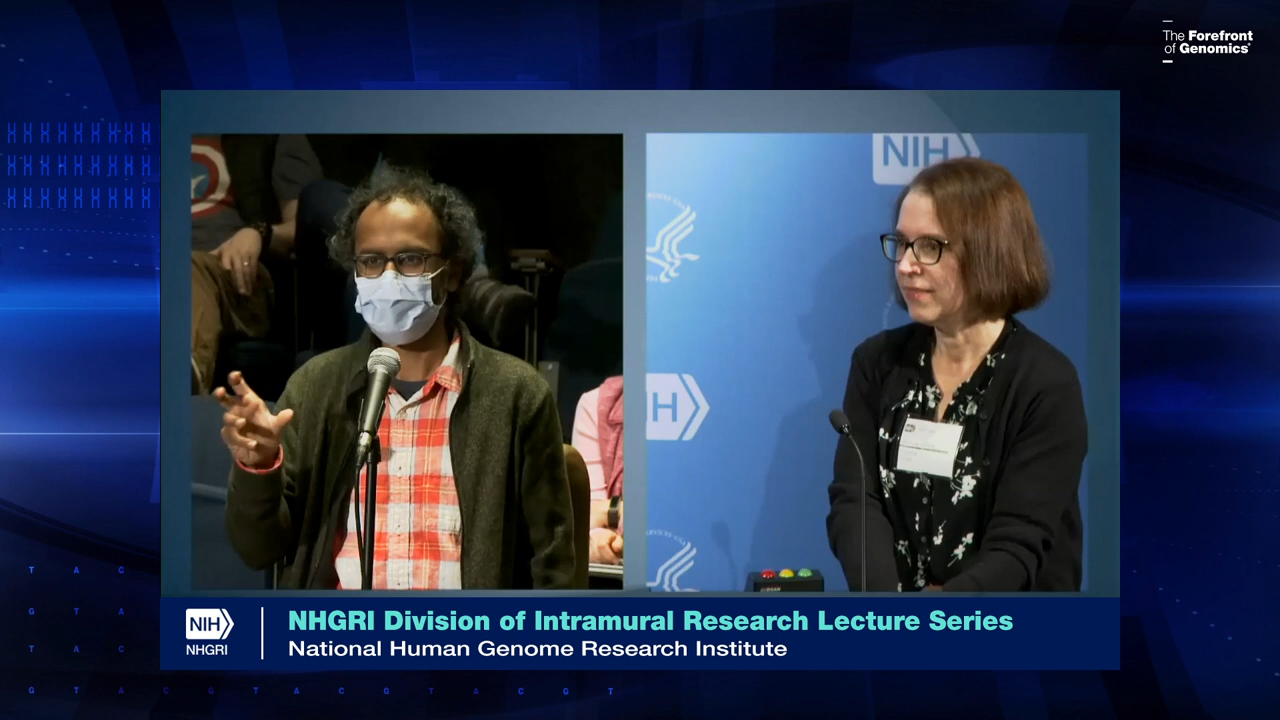 The Forefront
of Genomics®
NIH
H
NIH
NHGRI
NHGRI Division of Intramural Research Lecture Series
National Human Genome Research Institute
T A C
G T A
T A C
G T A C G T A C G T A C G T